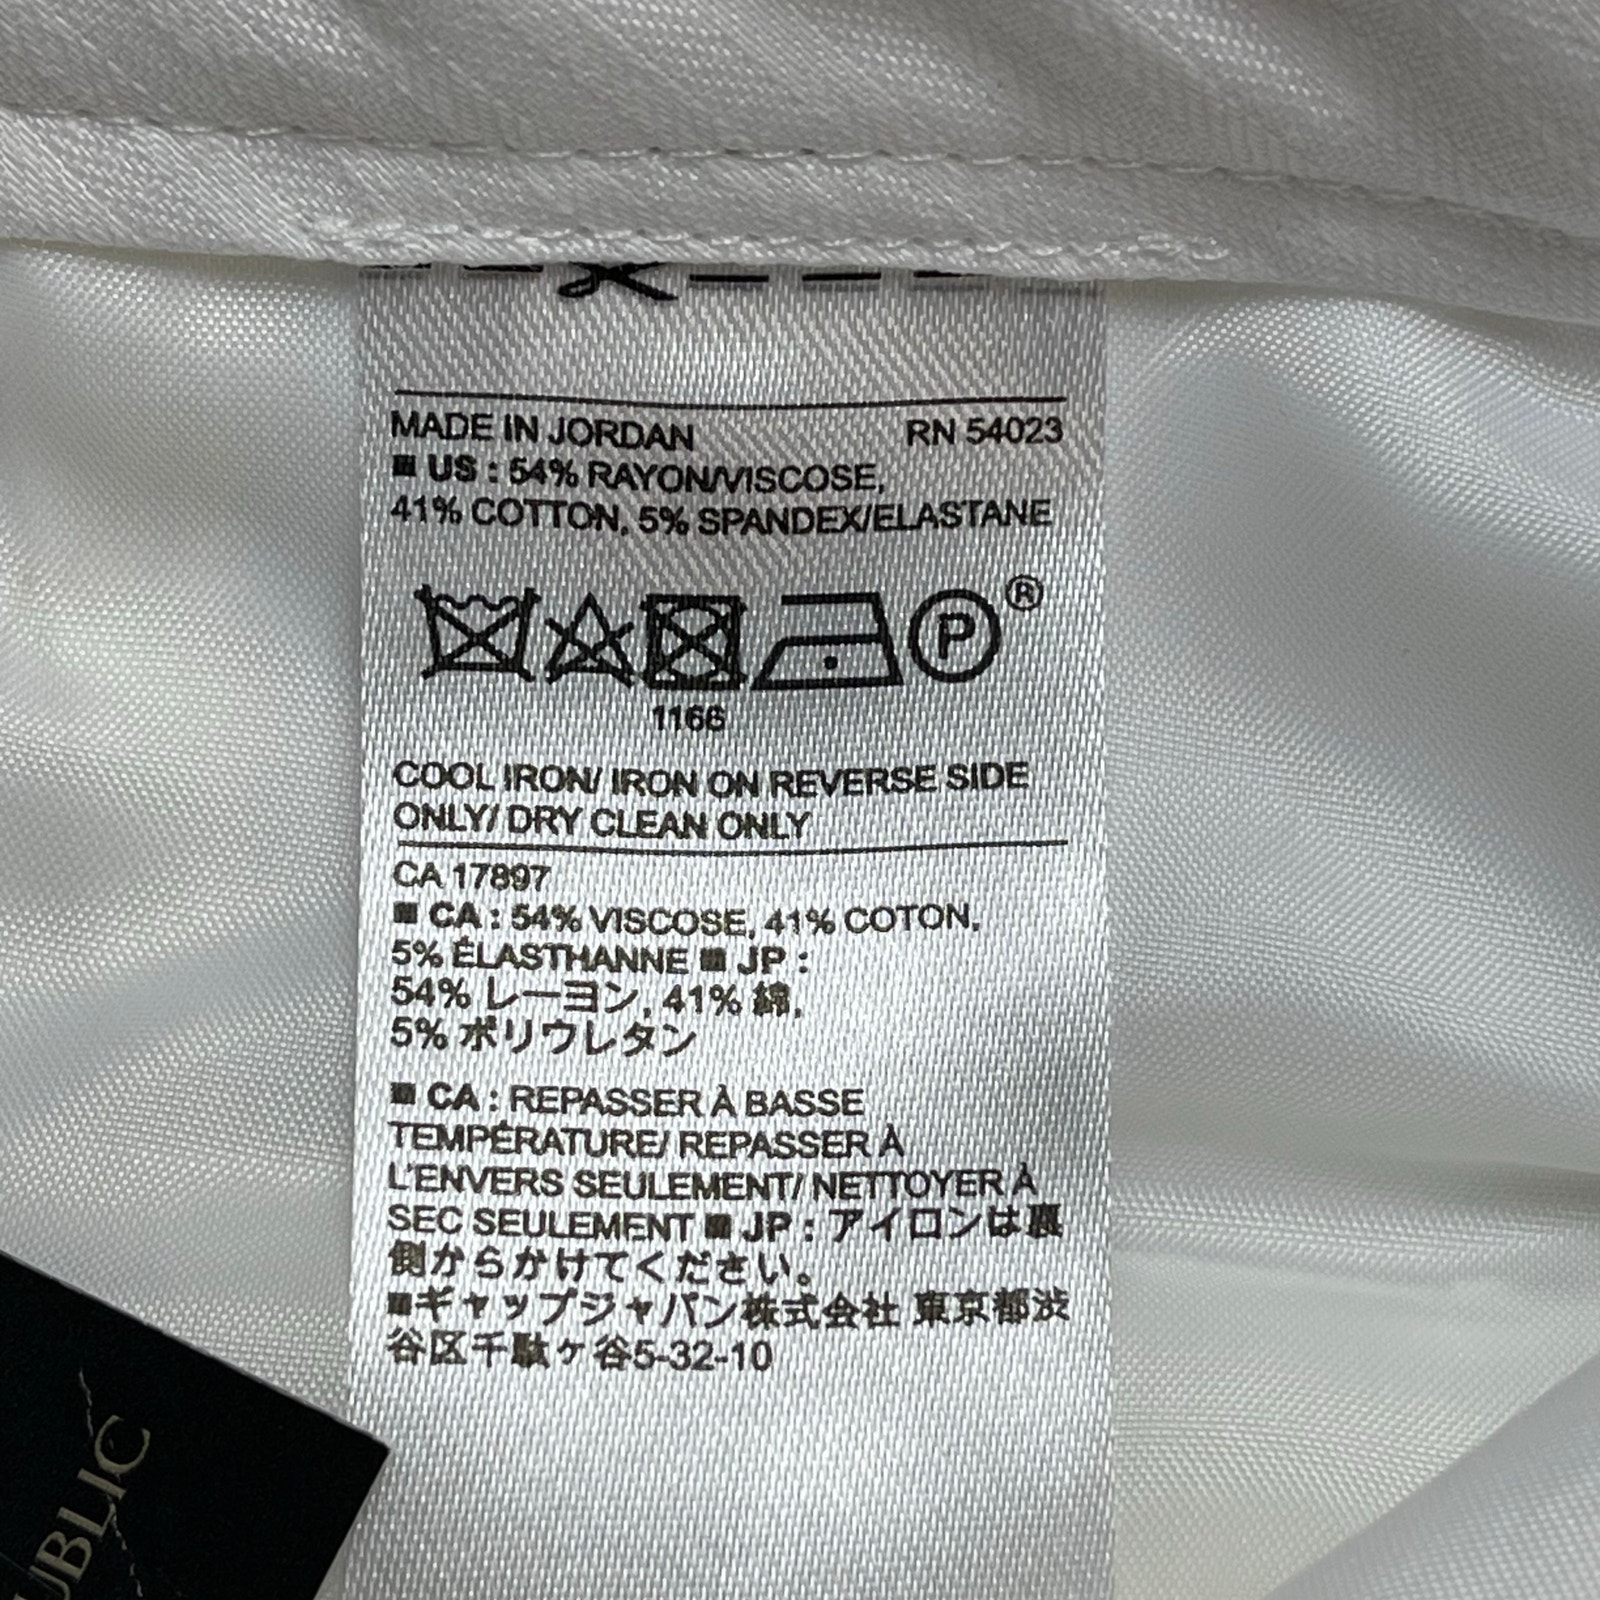 MADE IN JORDAN RN 54023
■ US : 54% RAYON/VISCOSE,
41% COTTON, 5% SPANDEX/ELASTANE
P ®
1166
COOL IRON/ IRON ON REVERSE SIDE
ONLY/ DRY CLEAN ONLY
CA 17897
■ CA : 54% VISCOSE, 41% COTON,
5% ÉLASTHANNE ■ JP :
54% レーヨン, 41% 綿,
5% ポリウレタン
■ CA : REPASSER À BASSE
TEMPÉRATURE/ REPASSER À
L'ENVERS SEULEMENT/ NETTOYER À
SEC SEULEMENT ■ JP : アイロンは裏
側からかけてください。
■ギャップジャパン株式会社 東京都渋
谷区千駄ヶ谷5-32-10
UBLIC